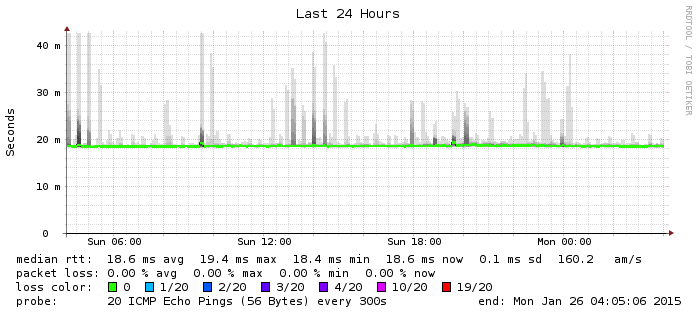 Last 24 Hours
RRDTOOL / TOBI OETIKER
Seconds
40 m
30 m
20 m
10 m
0
Sun 06:00 Sun 12:00 Sun 18:00 Mon 00:00
median rtt: 18.6 ms avg 19.4 ms max 18.4 ms min 18.6 ms now 0.1 ms sd 160.2 am/s
packet loss: 0.00 % avg 0.00 % max 0.00 % min 0.00 % now
loss color: 0 1/20 2/20 3/20 4/20 10/20 19/20
probe: 20 ICMP Echo Pings (56 Bytes) every 300s end: Mon Jan 26 04:05:06 2015